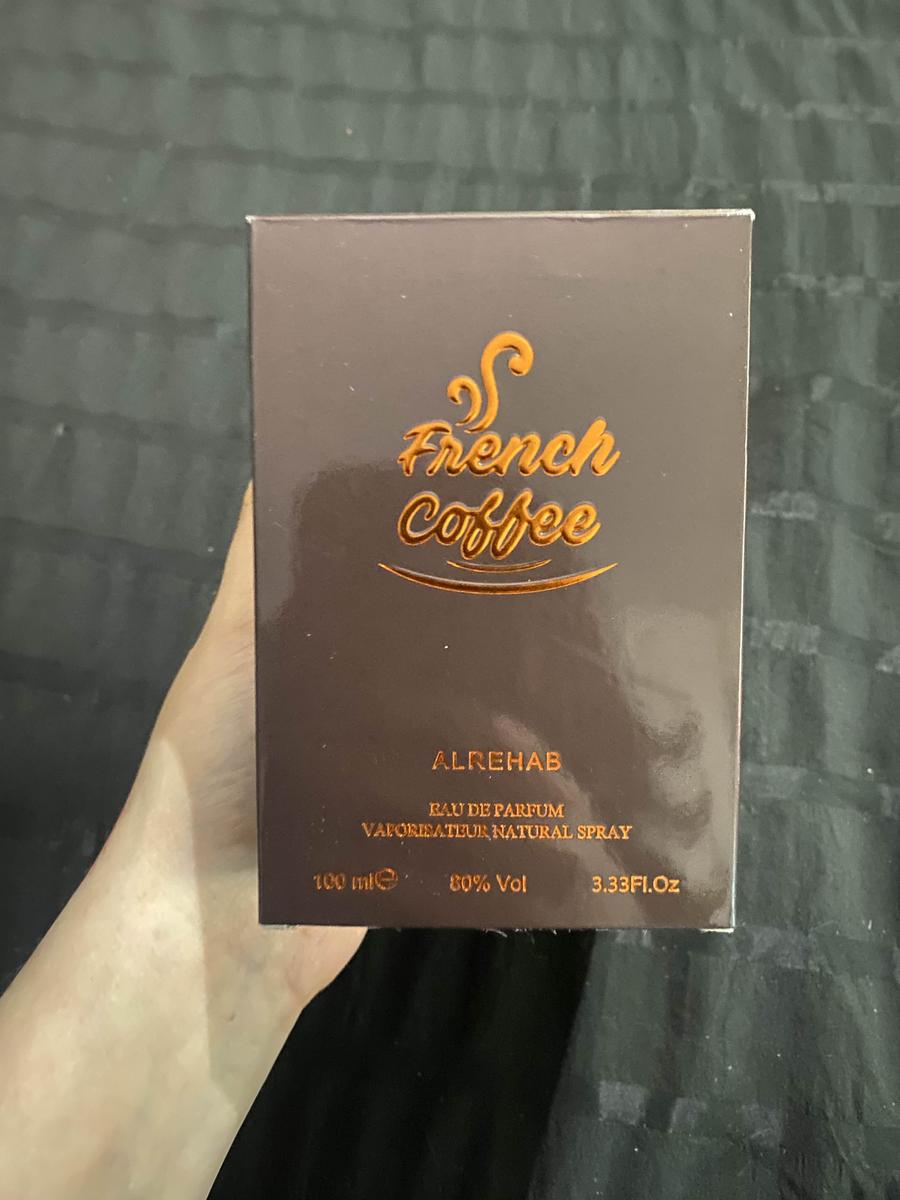 French
Coffee
ALREHAB
EAU DE PARFUM
VAPORISATEUR NATURAL SPRAY
100 ml ℮ 80% Vol 3.33Fl.Oz